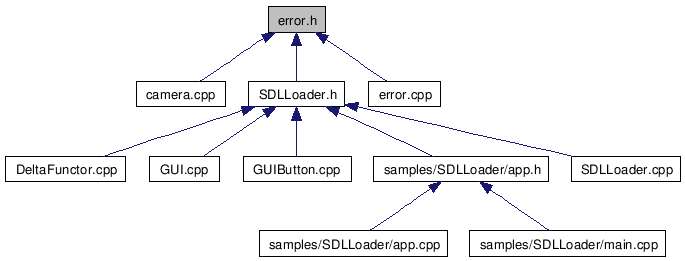 error.h
camera.cpp
SDLLoader.h
error.cpp
DeltaFunctor.cpp
GUI.cpp
GUIButton.cpp
samples/SDLLoader/app.h
SDLLoader.cpp
samples/SDLLoader/app.cpp
samples/SDLLoader/main.cpp